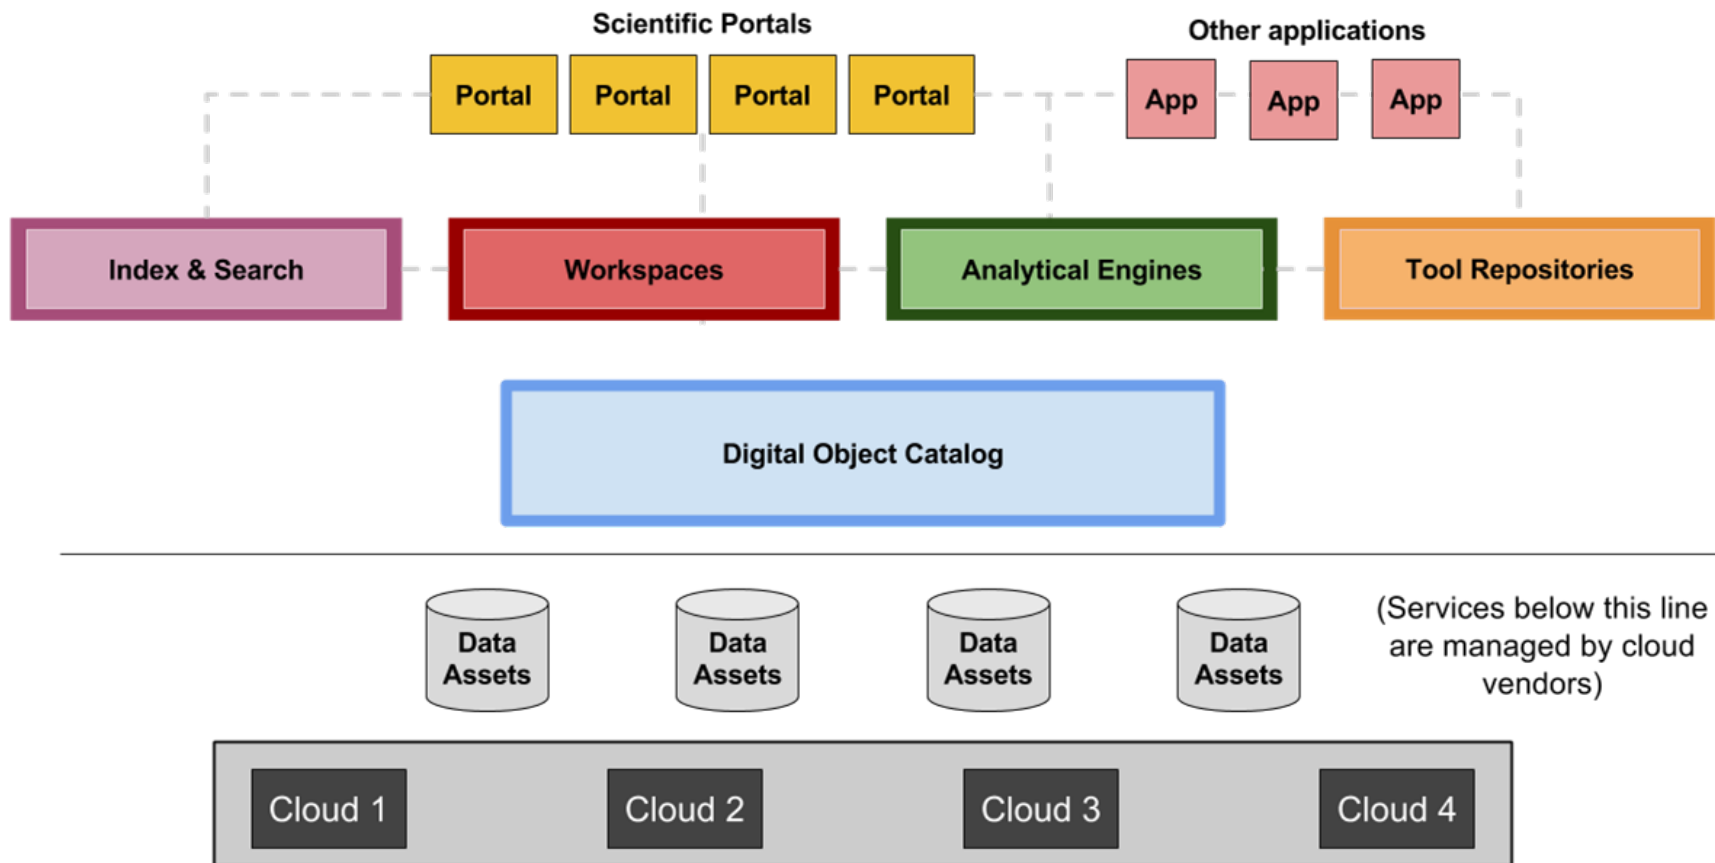 Scientific Portals
Other applications
Portal
Portal
Portal
Portal
App
App
App
Index & Search
Workspaces
Analytical Engines
Tool Repositories
Digital Object Catalog
Data
Assets
Data
Assets
Data
Assets
Data
Assets
(Services below this line
are managed by cloud
vendors)
Cloud 1
Cloud 2
Cloud 3
Cloud 4